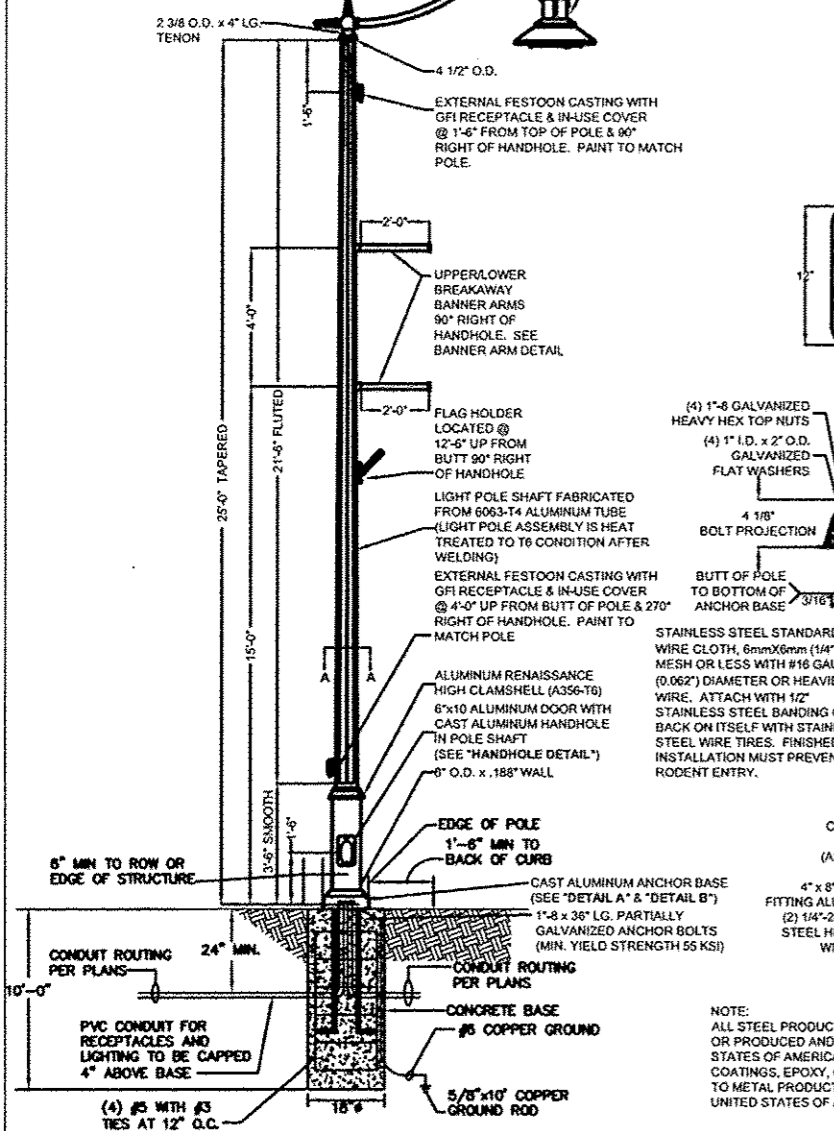 2 3/8 O.D. x 4" LG.
TENON
4 1/2" O.D.
1'-6"
EXTERNAL FESTOON CASTING WITH
GFI RECEPTACLE & IN-USE COVER
@ 1'-6" FROM TOP OF POLE & 90°
RIGHT OF HANDHOLE. PAINT TO MATCH
POLE.
2'-0"
UPPER/LOWER
BREAKAWAY
BANNER ARMS
90° RIGHT OF
HANDHOLE. SEE
BANNER ARM DETAIL
4'-0"
2'-0"
25'-0" TAPERED
21'-6" FLUTED
15'-0"
3'-6" SMOOTH
1'-6"
12"
FLAG HOLDER
LOCATED @
12'-6" UP FROM
BUTT 90° RIGHT
OF HANDHOLE
LIGHT POLE SHAFT FABRICATED
FROM 6063-T4 ALUMINUM TUBE
(LIGHT POLE ASSEMBLY IS HEAT
TREATED TO T6 CONDITION AFTER
WELDING)
EXTERNAL FESTOON CASTING WITH
GFI RECEPTACLE & IN-USE COVER
@ 4'-0" UP FROM BUTT OF POLE & 270°
RIGHT OF HANDHOLE. PAINT TO
MATCH POLE
A A
ALUMINUM RENAISSANCE
HIGH CLAMSHELL (A356-T6)
6"x10 ALUMINUM DOOR WITH
CAST ALUMINUM HANDHOLE
IN POLE SHAFT
(SEE "HANDHOLE DETAIL")
6" O.D. x .188" WALL
EDGE OF POLE
1'-6" MIN TO
BACK OF CURB
CAST ALUMINUM ANCHOR BASE
(SEE "DETAIL A" & "DETAIL B")
1"-8 x 36" LG. PARTIALLY
GALVANIZED ANCHOR BOLTS
(MIN. YIELD STRENGTH 55 KSI)
6" MIN TO ROW OR
EDGE OF STRUCTURE
24" MIN.
CONDUIT ROUTING
PER PLANS
10'-0"
CONDUIT ROUTING
PER PLANS
CONCRETE BASE
#6 COPPER GROUND
PVC CONDUIT FOR
RECEPTACLES AND
LIGHTING TO BE CAPPED
4" ABOVE BASE
(4) #5 WITH #3
TIES AT 12" O.C.
18"ø
5/8"x10' COPPER
GROUND ROD
(4) 1"-8 GALVANIZED
HEAVY HEX TOP NUTS
(4) 1" I.D. x 2" O.D.
GALVANIZED
FLAT WASHERS
4 1/8"
BOLT PROJECTION
BUTT OF POLE
TO BOTTOM OF
ANCHOR BASE
3/16
STAINLESS STEEL STANDARD
WIRE CLOTH, 6mmX6mm (1/4"
MESH OR LESS WITH #16 GAU
(0.062") DIAMETER OR HEAVIE
WIRE. ATTACH WITH 1/2"
STAINLESS STEEL BANDING
BACK ON ITSELF WITH STAIN
STEEL WIRE TIRES. FINISHED
INSTALLATION MUST PREVEN
RODENT ENTRY.
C
(A
4" x 8"
FITTING ALU
(2) 1/4"-2
STEEL H
W
NOTE:
ALL STEEL PRODUC
OR PRODUCED AND
STATES OF AMERICA
COATINGS, EPOXY,
TO METAL PRODUCT
UNITED STATES OF